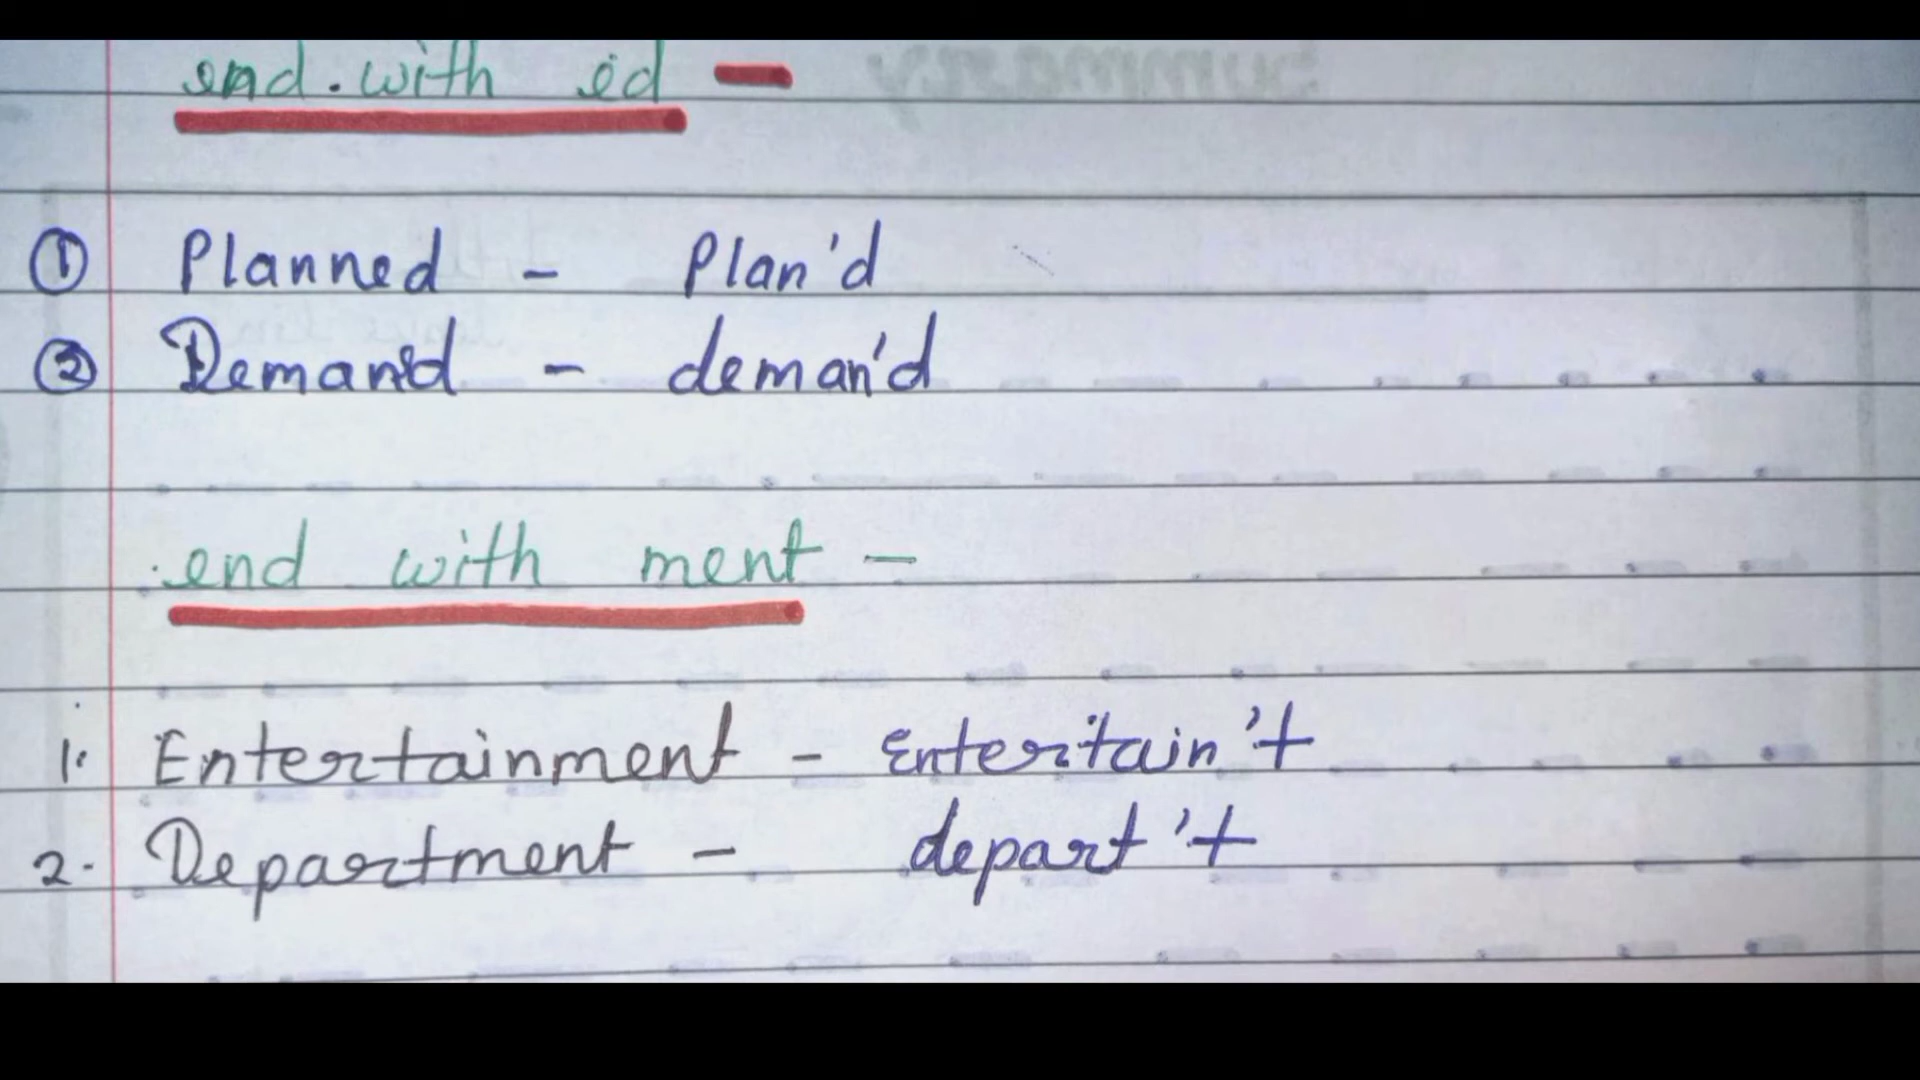 end. with ed -
① Planned - Plan'd
② Demand - deman'd
end with ment -
1. Entertainment - Entertain't
2. Department - depart't